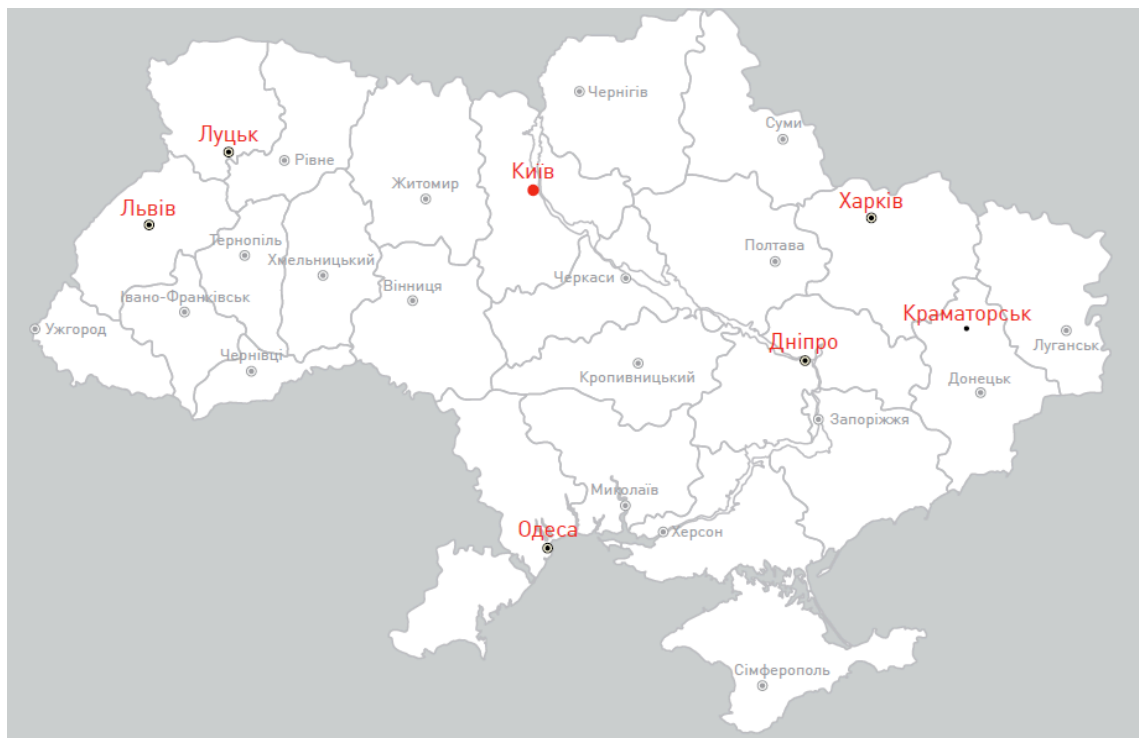 Чернігів
Суми
Луцьк
Рівне
Київ
Житомир
Харків
Львів
Тернопіль
Полтава
Хмельницький
Черкаси
Вінниця
Івано-Франківськ
Краматорськ
Ужгород
Дніпро
Луганськ
Чернівці
Кропивницький
Донецьк
Запоріжжя
Миколаїв
Одеса
Херсон
Сімферополь